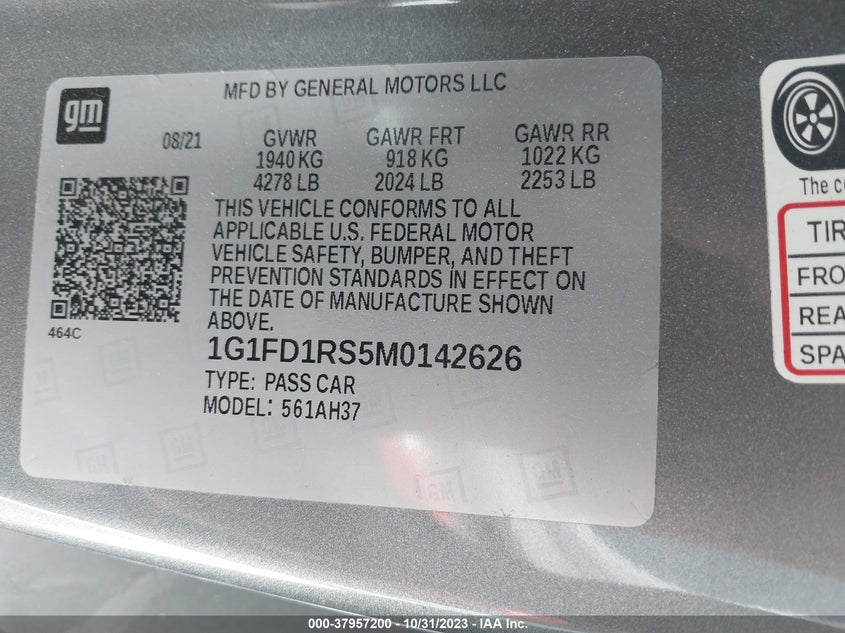 MFD BY GENERAL MOTORS LLC
gm
08/21 GVWR GAWR FRT GAWR RR
1940 KG 918 KG 1022 KG
4278 LB 2024 LB 2253 LB
THIS VEHICLE CONFORMS TO ALL
APPLICABLE U.S. FEDERAL MOTOR
VEHICLE SAFETY, BUMPER, AND THEFT
PREVENTION STANDARDS IN EFFECT ON
THE DATE OF MANUFACTURE SHOWN
ABOVE.
464C
1G1FD1RS5M0142626
TYPE: PASS CAR
MODEL: 561AH37
The co
TIR
FRO
REA
SPA
000-37957200 - 10/31/2023 - IAA Inc.